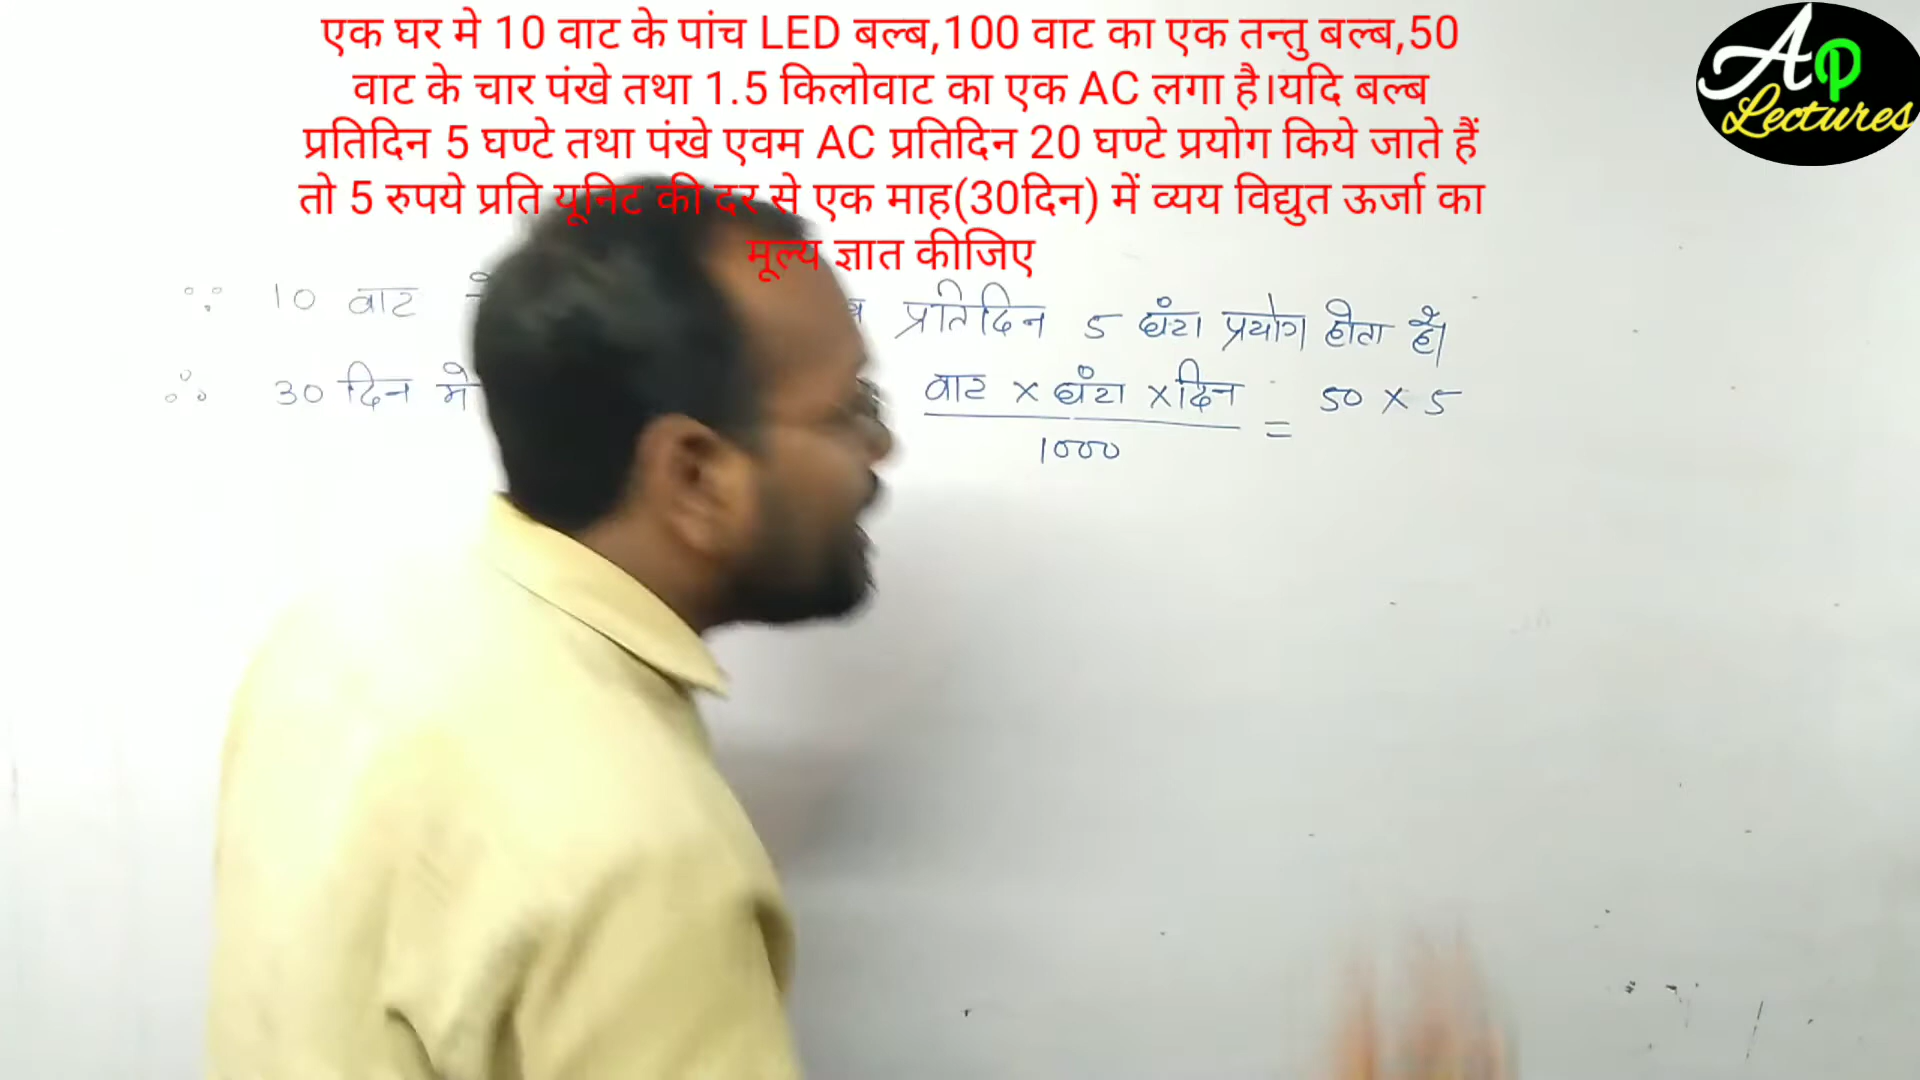 एक घर मे 10 वाट के पांच LED बल्ब,100 वाट का एक तन्तु बल्ब,50
वाट के चार पंखे तथा 1.5 किलोवाट का एक AC लगा है।यदि बल्ब
प्रतिदिन 5 घण्टे तथा पंखे एवम AC प्रतिदिन 20 घण्टे प्रयोग किये जाते हैं
तो 5 रुपये प्रति यूनिट की दर से एक माह(30दिन) में व्यय विद्युत ऊर्जा का
मूल्य ज्ञात कीजिए
AP
Lectures
∵ 10 वाट प्रतिदिन 5 घंटा प्रयोग होता है।
∴ 30 दिन मे वाट × घंटा × दिन / 1000 = 50 × 5